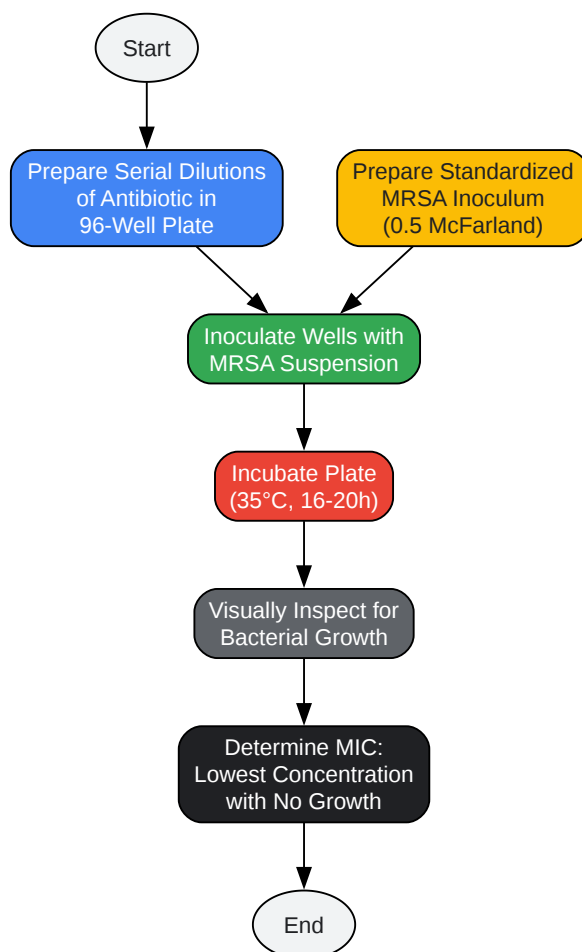 Start
Prepare Serial Dilutions
of Antibiotic in
96-Well Plate
Prepare Standardized
MRSA Inoculum
(0.5 McFarland)
Inoculate Wells with
MRSA Suspension
Incubate Plate
(35°C, 16-20h)
Visually Inspect for
Bacterial Growth
Determine MIC:
Lowest Concentration
with No Growth
End